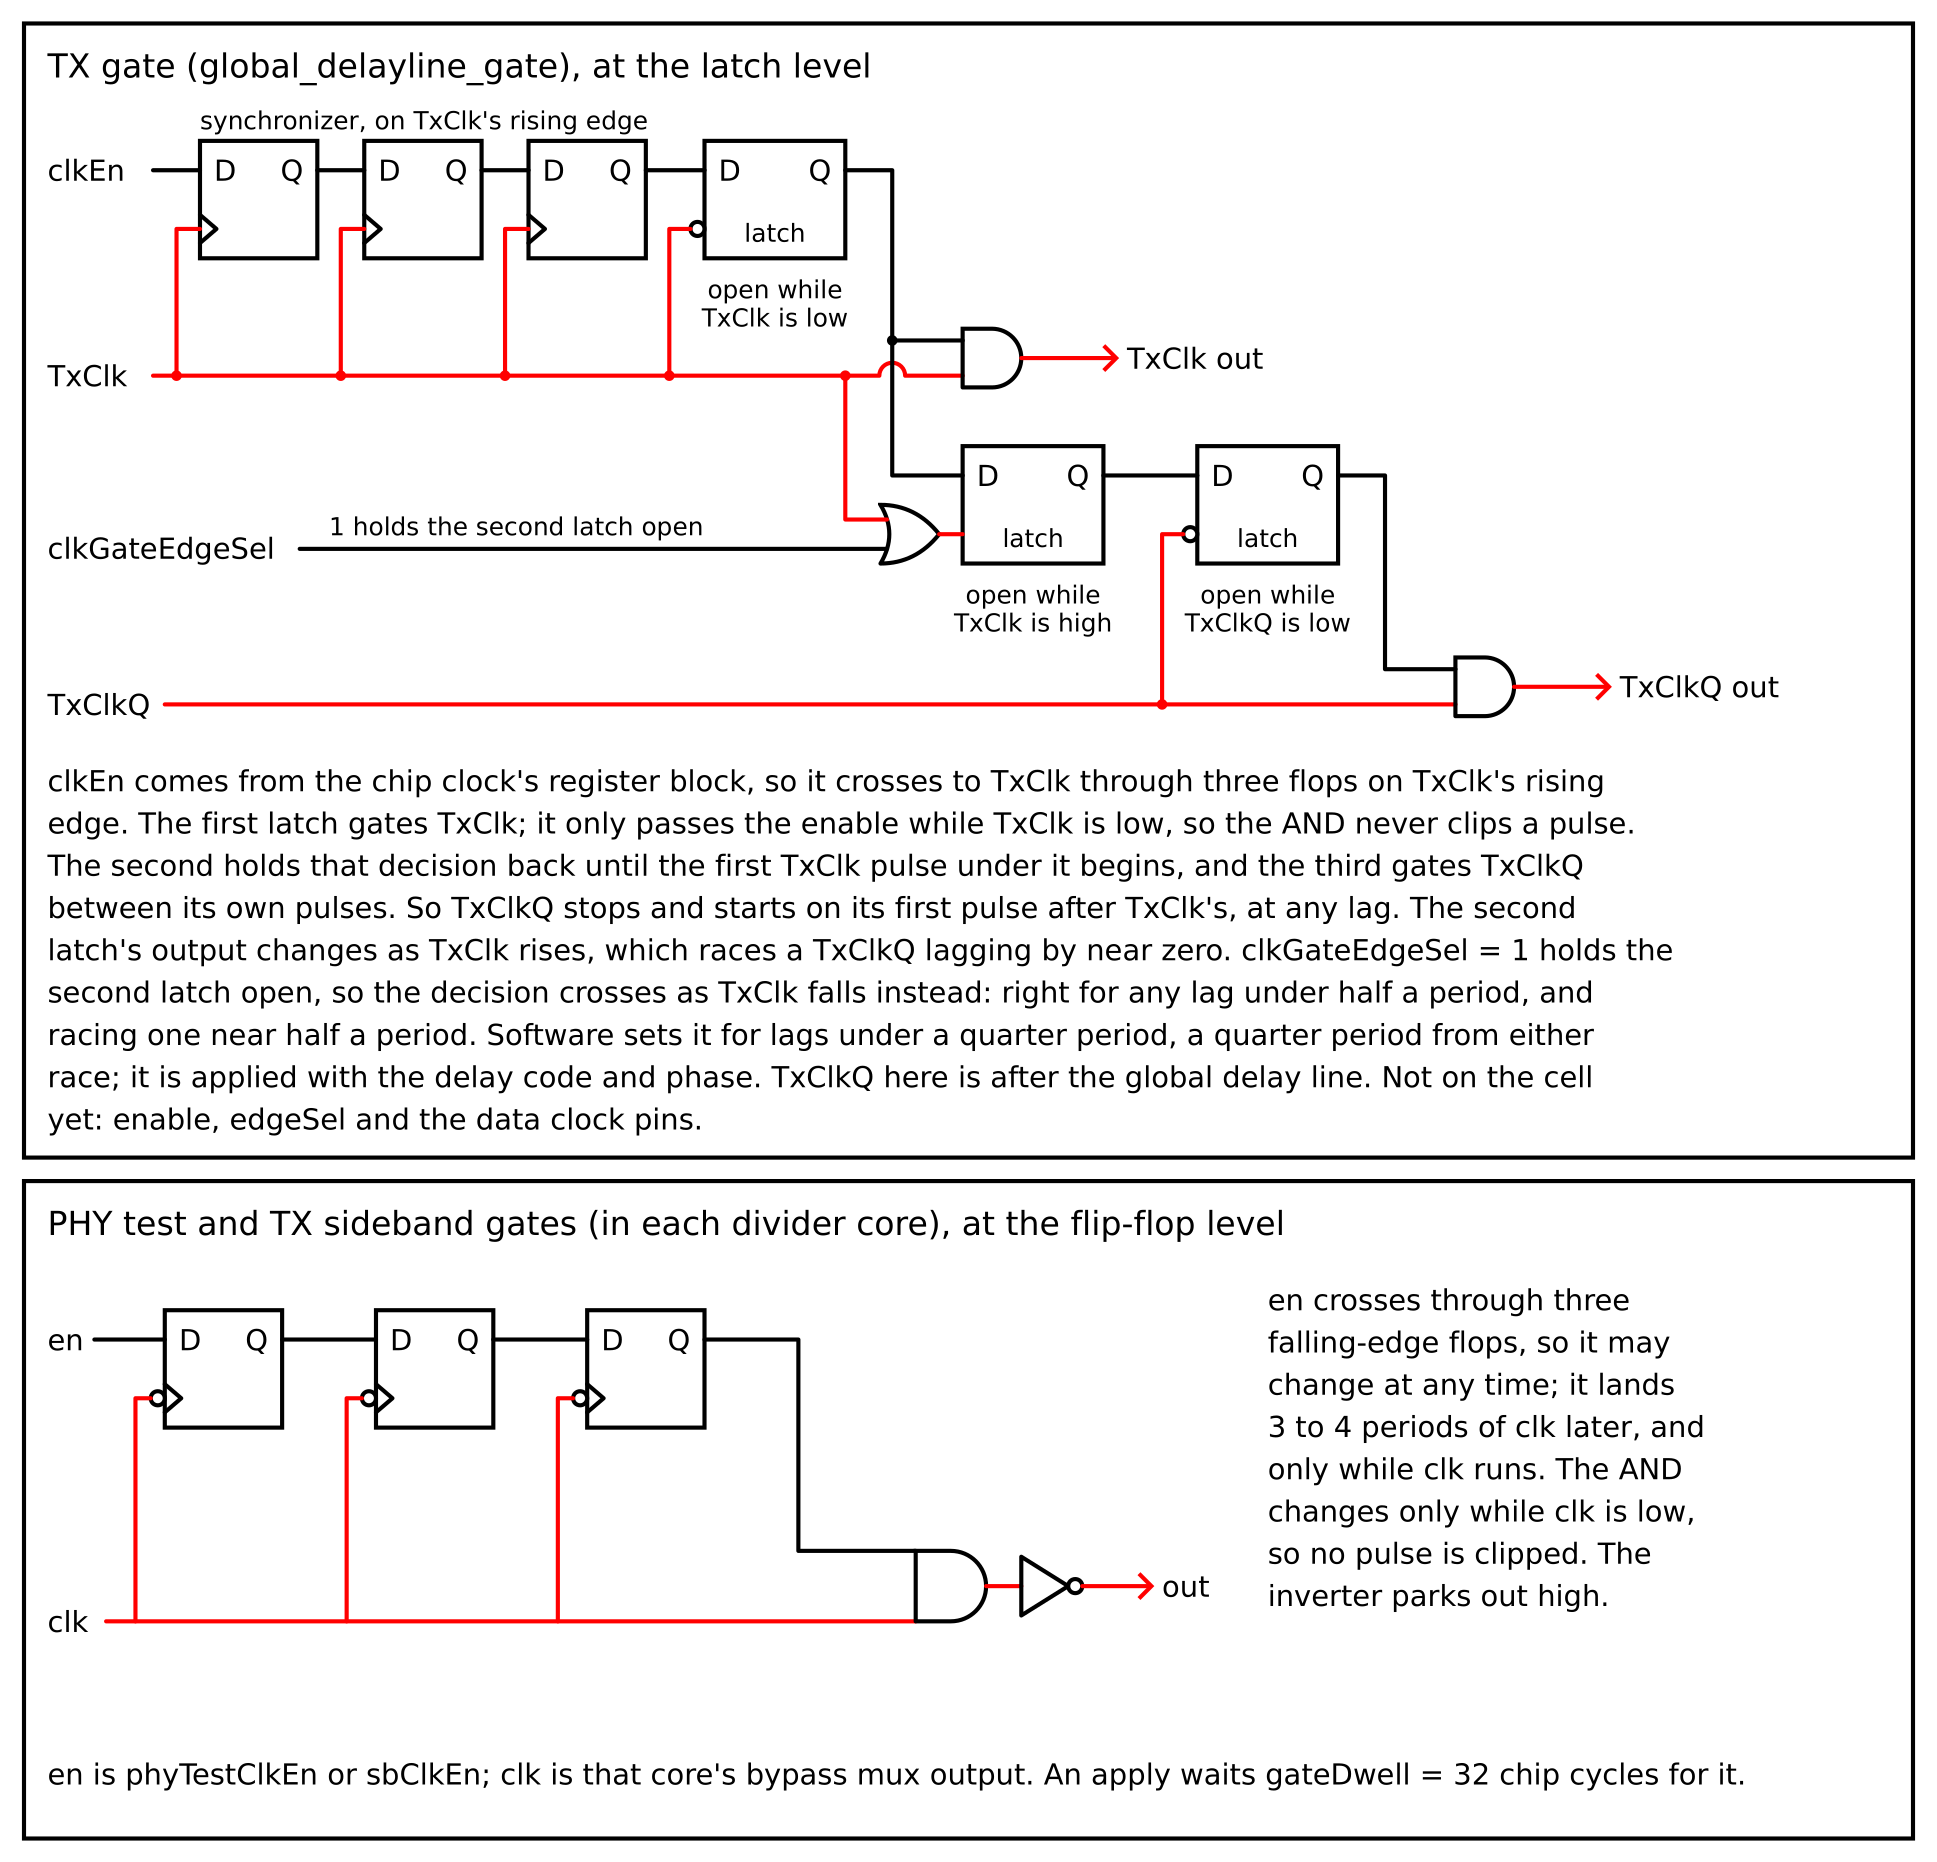 TX gate (global_delayline_gate), at the latch level
synchronizer, on TxClk's rising edge
clkEn
D Q
D Q
D Q
D Q
latch
open while
TxClk is low
TxClk
TxClk out
D Q
latch
D Q
latch
1 holds the second latch open
clkGateEdgeSel
open while
TxClk is high
open while
TxClkQ is low
TxClkQ
TxClkQ out
clkEn comes from the chip clock's register block, so it crosses to TxClk through three flops on TxClk's rising
edge. The first latch gates TxClk; it only passes the enable while TxClk is low, so the AND never clips a pulse.
The second holds that decision back until the first TxClk pulse under it begins, and the third gates TxClkQ
between its own pulses. So TxClkQ stops and starts on its first pulse after TxClk's, at any lag. The second
latch's output changes as TxClk rises, which races a TxClkQ lagging by near zero. clkGateEdgeSel = 1 holds the
second latch open, so the decision crosses as TxClk falls instead: right for any lag under half a period, and
racing one near half a period. Software sets it for lags under a quarter period, a quarter period from either
race; it is applied with the delay code and phase. TxClkQ here is after the global delay line. Not on the cell
yet: enable, edgeSel and the data clock pins.
PHY test and TX sideband gates (in each divider core), at the flip-flop level
en
D Q
D Q
D Q
clk
out
en crosses through three
falling-edge flops, so it may
change at any time; it lands
3 to 4 periods of clk later, and
only while clk runs. The AND
changes only while clk is low,
so no pulse is clipped. The
inverter parks out high.
en is phyTestClkEn or sbClkEn; clk is that core's bypass mux output. An apply waits gateDwell = 32 chip cycles for it.